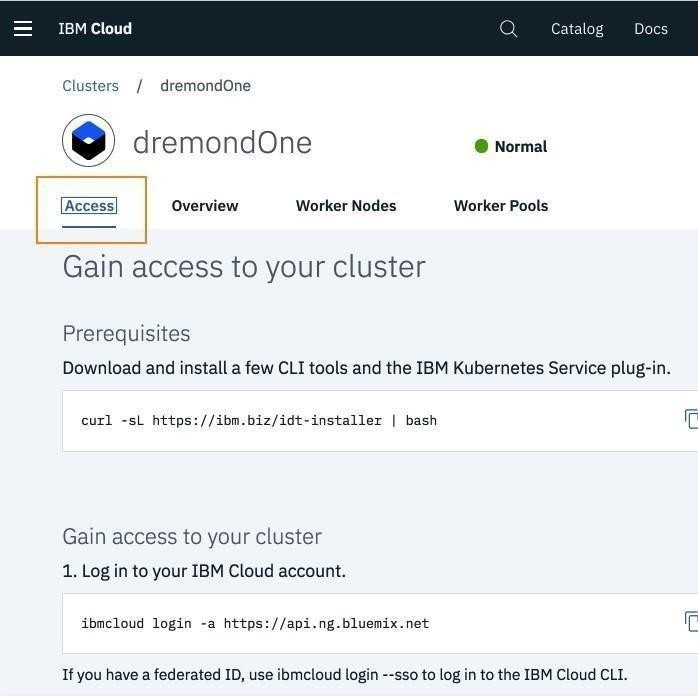 IBM Cloud
Catalog
Docs
Clusters / dremondOne
dremondOne
Normal
Access
Overview
Worker Nodes
Worker Pools
Gain access to your cluster
Prerequisites
Download and install a few CLI tools and the IBM Kubernetes Service plug-in.
curl -sL https://ibm.biz/idt-installer | bash
Gain access to your cluster
1. Log in to your IBM Cloud account.
ibmcloud login -a https://api.ng.bluemix.net
If you have a federated ID, use ibmcloud login --sso to log in to the IBM Cloud CLI.